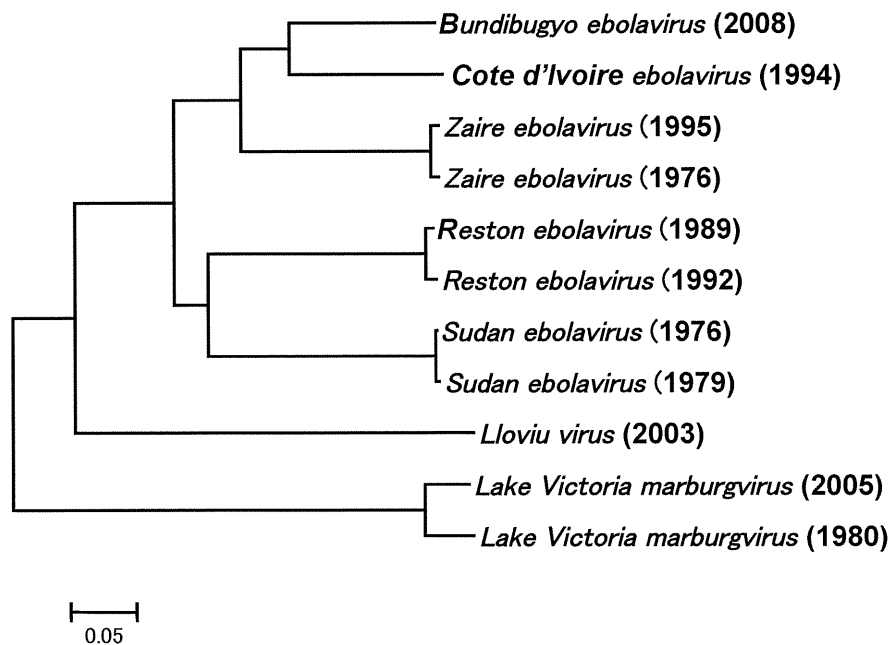 Bundibugyo ebolavirus (2008)
Cote d'Ivoire ebolavirus (1994)
Zaire ebolavirus (1995)
Zaire ebolavirus (1976)
Reston ebolavirus (1989)
Reston ebolavirus (1992)
Sudan ebolavirus (1976)
Sudan ebolavirus (1979)
Lloviu virus (2003)
Lake Victoria marburgvirus (2005)
Lake Victoria marburgvirus (1980)
0.05